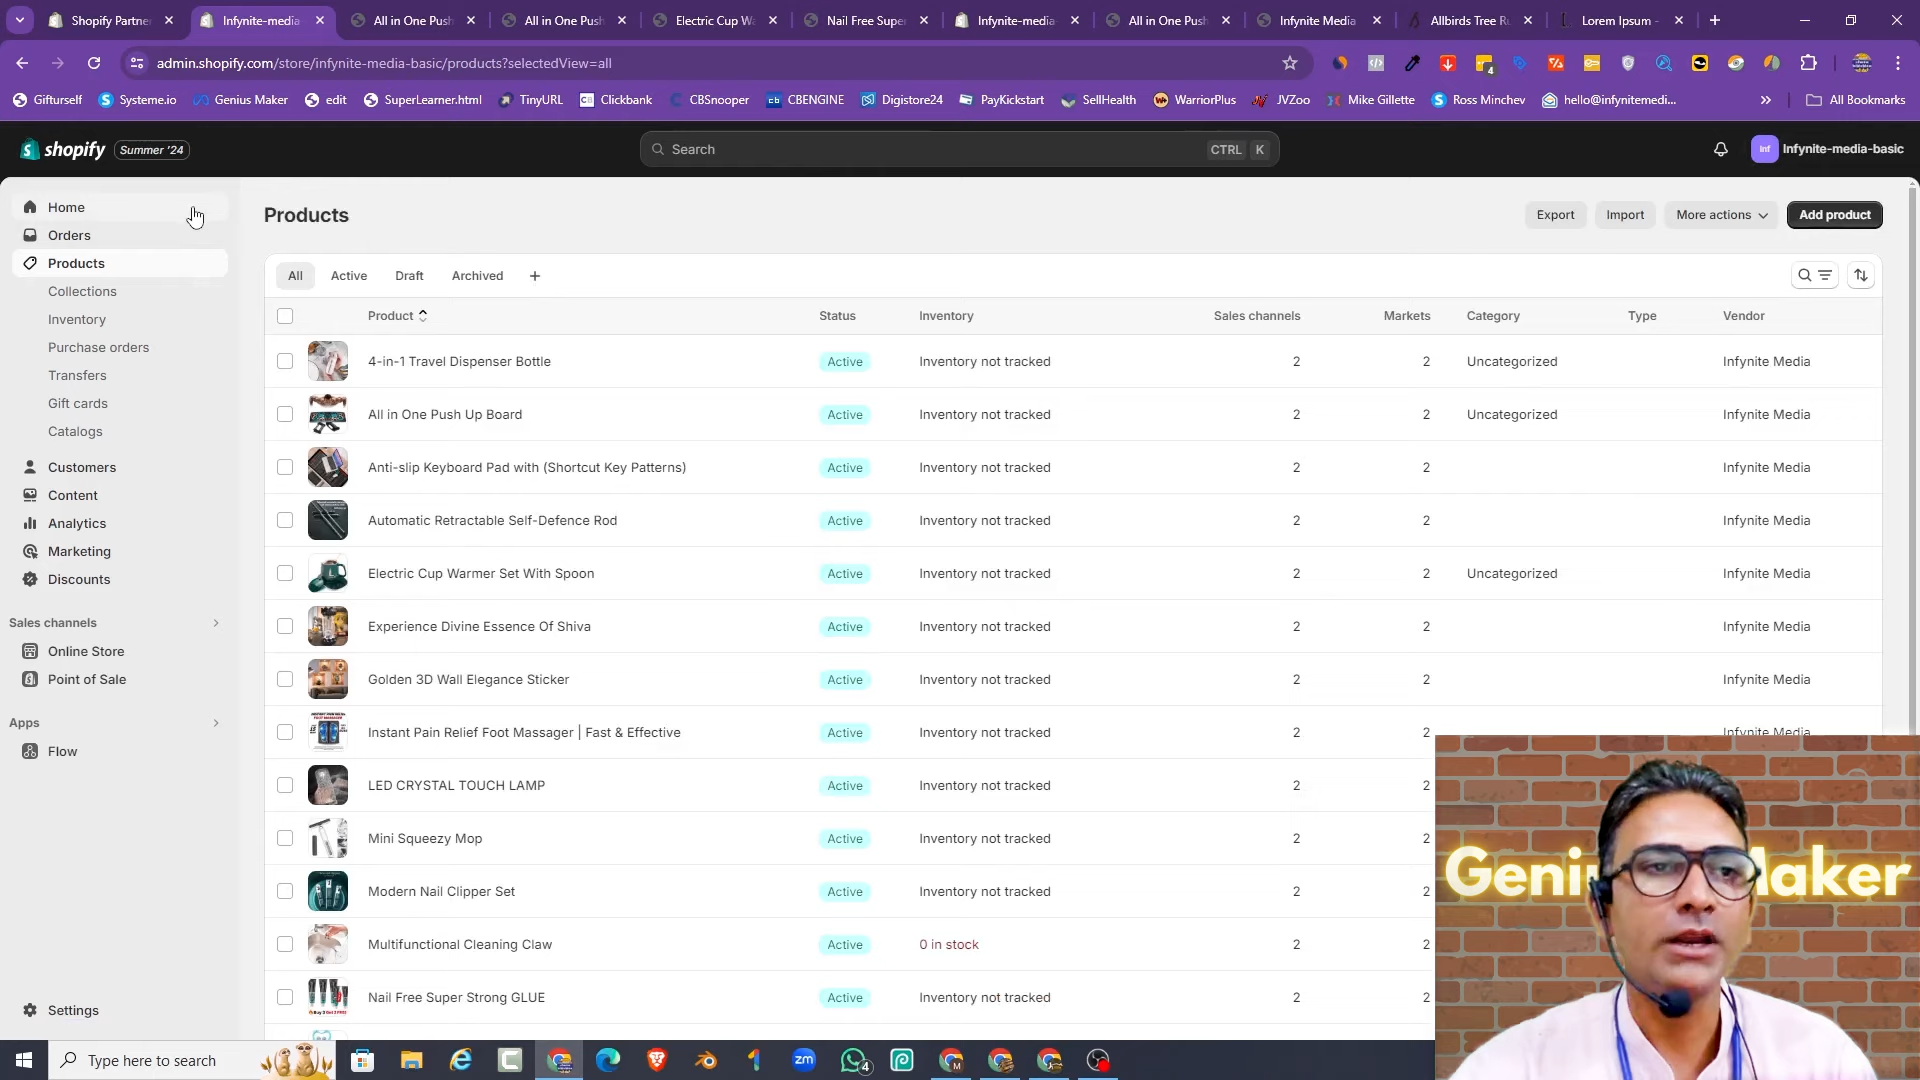 Shopify Partner
Infynite-media
All in One Push
All in One Push
Electric Cup Wa
Nail Free Super
Infynite-media
All in One Push
Infynite Media
Allbirds Tree Ru
Lorem Ipsum -
admin.shopify.com/store/infynite-media-basic/products?selectedView=all
4
Gifturself
Systeme.io
Genius Maker
edit
SuperLearner.html
TinyURL
Clickbank
CBSnooper
CBENGINE
Digistore24
PayKickstart
SellHealth
WarriorPlus
JVZoo
Mike Gillette
Ross Minchev
hello@infynitemedi...
All Bookmarks
shopify
Summer '24
Search
CTRL K
Inf
Infynite-media-basic
Home
Orders
Products
Collections
Inventory
Purchase orders
Transfers
Gift cards
Catalogs
Customers
Content
Analytics
Marketing
Discounts
Sales channels
Online Store
Point of Sale
Apps
Flow
Settings
Products
Export
Import
More actions
Add product
All
Active
Draft
Archived
Product Status Inventory Sales channels Markets Category Type Vendor
4-in-1 Travel Dispenser Bottle Active Inventory not tracked 2 2 Uncategorized Infynite Media
All in One Push Up Board Active Inventory not tracked 2 2 Uncategorized Infynite Media
Anti-slip Keyboard Pad with (Shortcut Key Patterns) Active Inventory not tracked 2 2 Infynite Media
Automatic Retractable Self-Defence Rod Active Inventory not tracked 2 2 Infynite Media
Electric Cup Warmer Set With Spoon Active Inventory not tracked 2 2 Uncategorized Infynite Media
Experience Divine Essence Of Shiva Active Inventory not tracked 2 2 Infynite Media
Golden 3D Wall Elegance Sticker Active Inventory not tracked 2 2 Infynite Media
Instant Pain Relief Foot Massager | Fast & Effective Active Inventory not tracked 2 2 Infynite Media
LED CRYSTAL TOUCH LAMP Active Inventory not tracked 2 2
Mini Squeezy Mop Active Inventory not tracked 2 2
Modern Nail Clipper Set Active Inventory not tracked 2 2
Multifunctional Cleaning Claw Active 0 in stock 2 2
Nail Free Super Strong GLUE Active Inventory not tracked 2 2
Geni Maker
Type here to search
zm
4